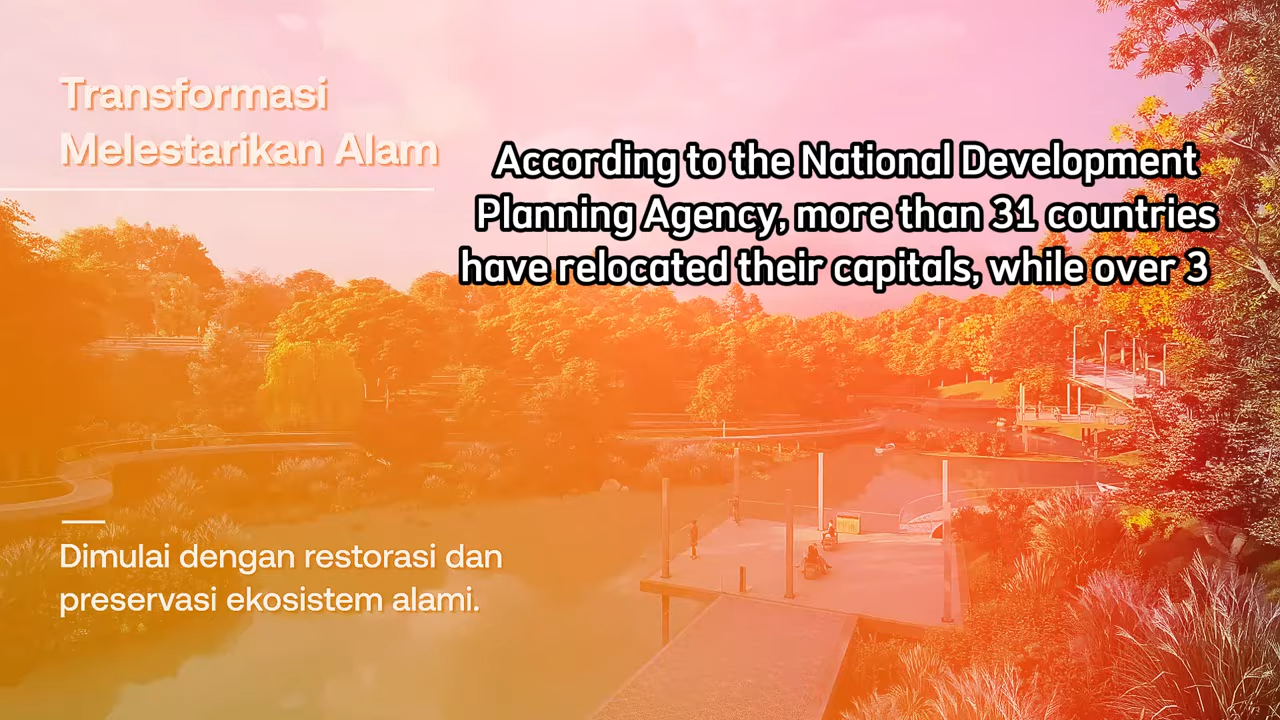 Transformasi
Melestarikan Alam
According to the National Development
Planning Agency, more than 31 countries
have relocated their capitals, while over 3
Dimulai dengan restorasi dan
preservasi ekosistem alami.